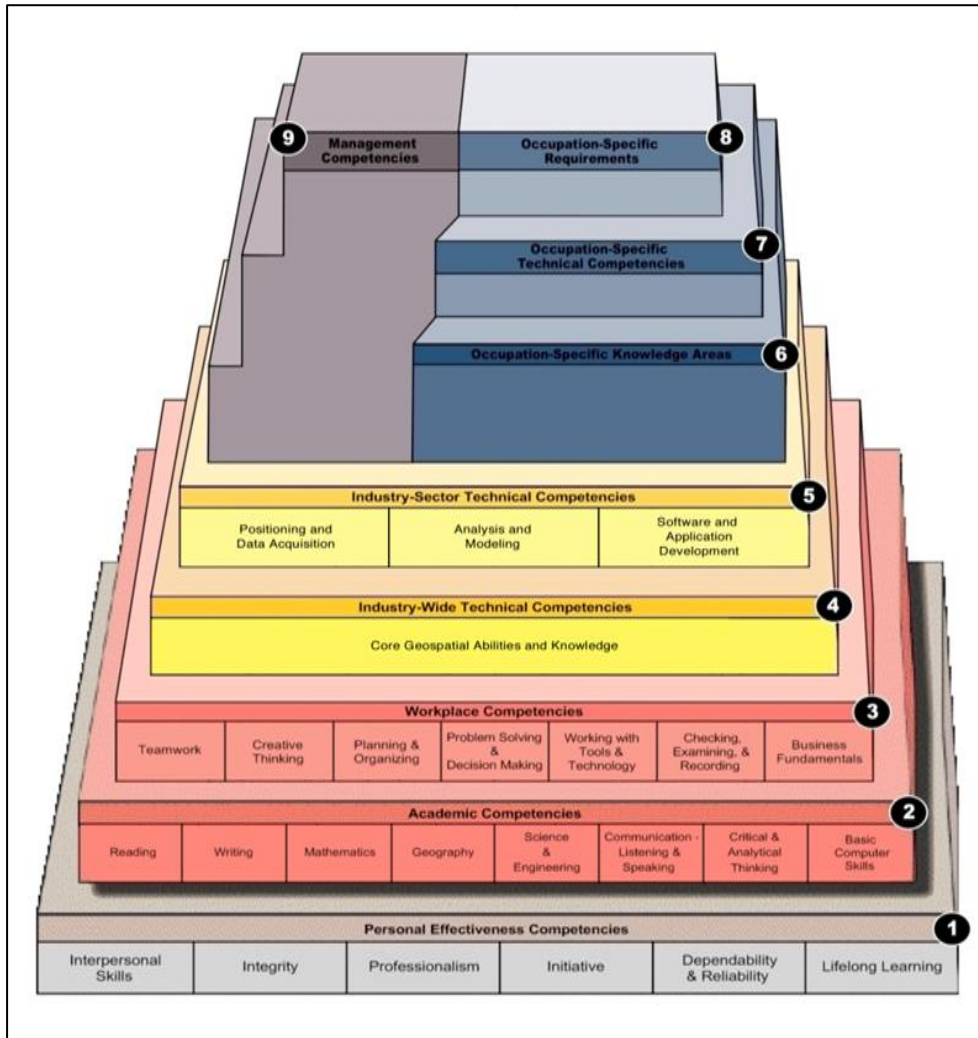 9
Management
Competencies
Occupation-Specific
Requirements
8
Occupation-Specific
Technical Competencies
7
Occupation-Specific Knowledge Areas
6
Industry-Sector Technical Competencies
5
Positioning and
Data Acquisition
Analysis and
Modeling
Software and
Application
Development
Industry-Wide Technical Competencies
4
Core Geospatial Abilities and Knowledge
Workplace Competencies
3
Teamwork
Creative
Thinking
Planning &
Organizing
Problem Solving
&
Decision Making
Working with
Tools &
Technology
Checking,
Examining, &
Recording
Business
Fundamentals
Academic Competencies
2
Reading
Writing
Mathematics
Geography
Science
&
Engineering
Communication -
Listening &
Speaking
Critical &
Analytical
Thinking
Basic
Computer
Skills
Personal Effectiveness Competencies
1
Interpersonal
Skills
Integrity
Professionalism
Initiative
Dependability
& Reliability
Lifelong Learning